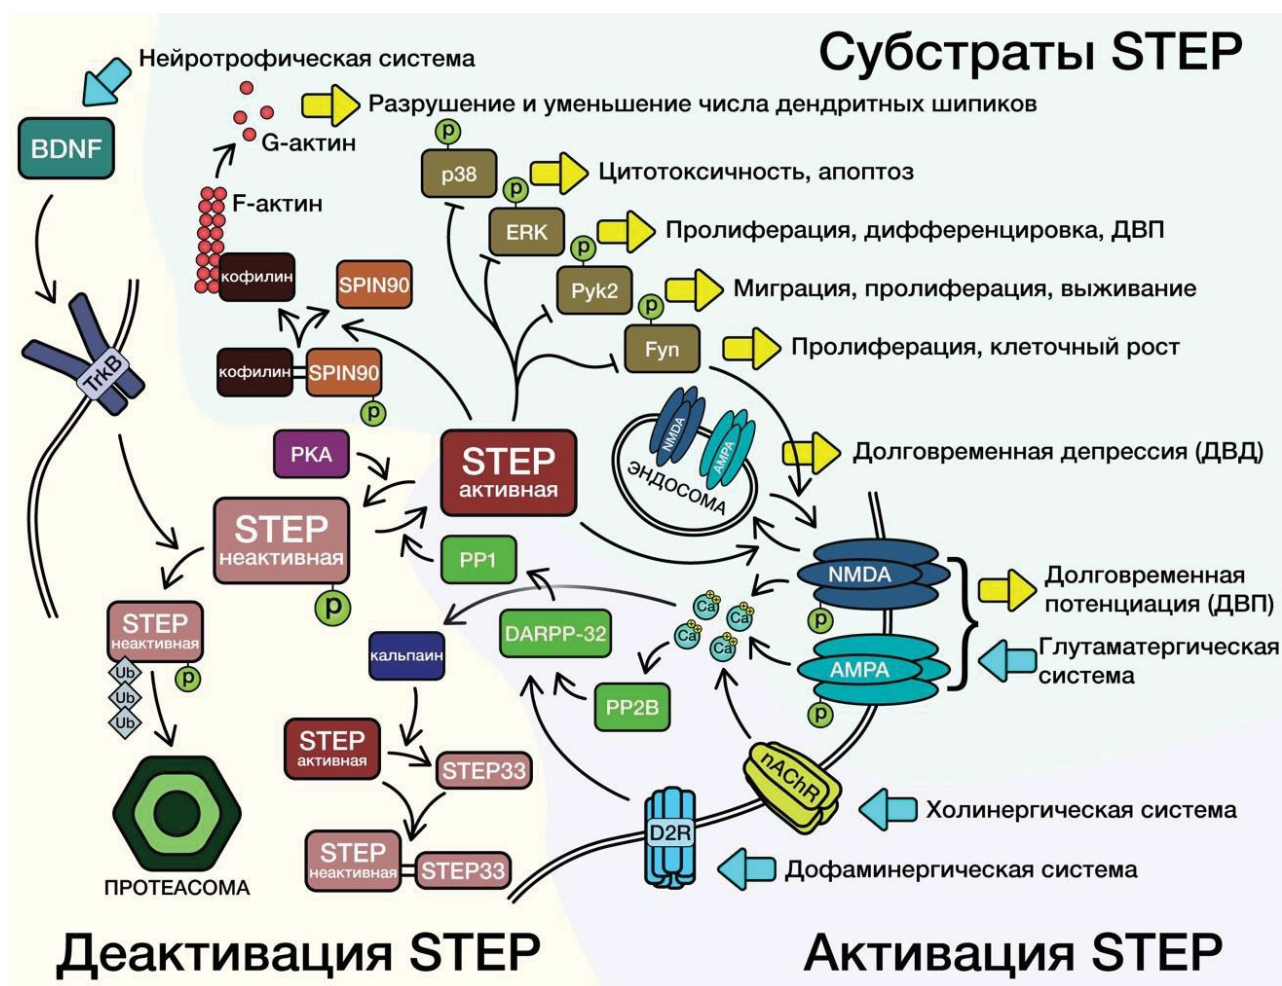 Субстраты STEP
Нейротрофическая система
BDNF
Разрушение и уменьшение числа дендритных шипиков
G-актин
F-актин
кофилин
SPIN90
кофилин
SPIN90
p
p
p38
Цитотоксичность, апоптоз
p
ERK
Пролиферация, дифференцировка, ДВП
p
Pyk2
Миграция, пролиферация, выживание
p
Fyn
Пролиферация, клеточный рост
TrkB
PKA
STEP
активная
NMDA
AMPA
ЭНДОСОМА
Долговременная депрессия (ДВД)
STEP
неактивная
p
PP1
DARPP-32
PP2B
Ca
++
Ca
++
Ca
++
Ca
++
NMDA
p
AMPA
p
Долговременная
потенциация (ДВП)
Глутаматергическая
система
STEP
неактивная
p
Ub
Ub
Ub
ПРОТЕАСОМА
кальпаин
STEP
активная
STEP33
STEP
неактивная
STEP33
nAChR
Холинергическая система
D2R
Дофаминергическая система
Деактивация STEP
Активация STEP